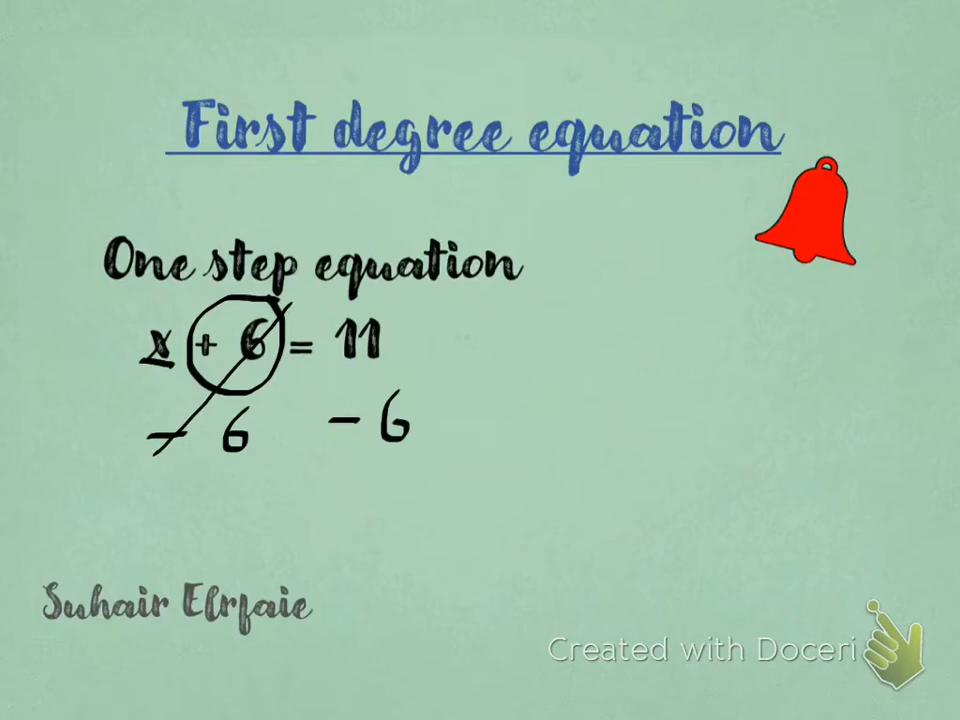 First degree equation
One step equation
x + 6 = 11
- 6 - 6
Suhair Elrfaie
Created with Doceri